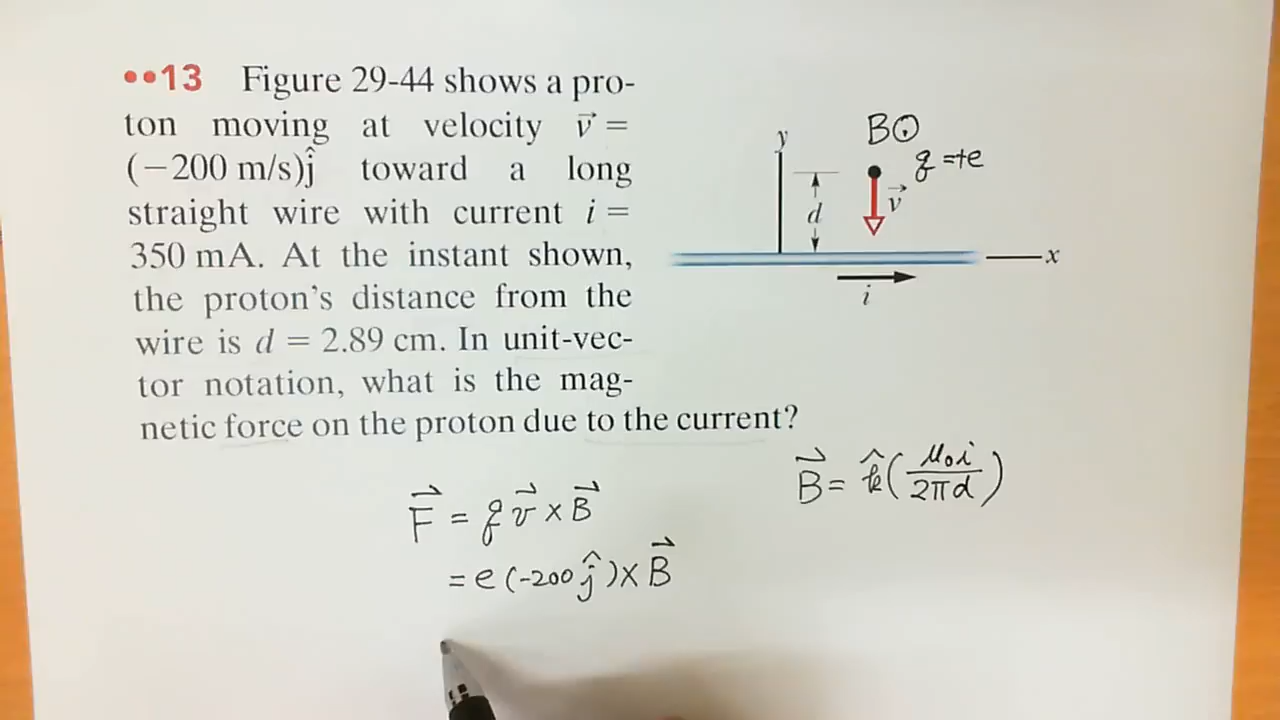 ••13 Figure 29-44 shows a pro-
ton moving at velocity v⃗ =
(−200 m/s)ĵ toward a long
straight wire with current i =
350 mA. At the instant shown,
the proton's distance from the
wire is d = 2.89 cm. In unit-vec-
tor notation, what is the mag-
netic force on the proton due to the current?
y
B⊙
q =+e
d
v⃗
x
i
B⃗ = k̂(μ₀i/2πd)
F⃗ = qv⃗ × B⃗
= e(-200ĵ)× B⃗